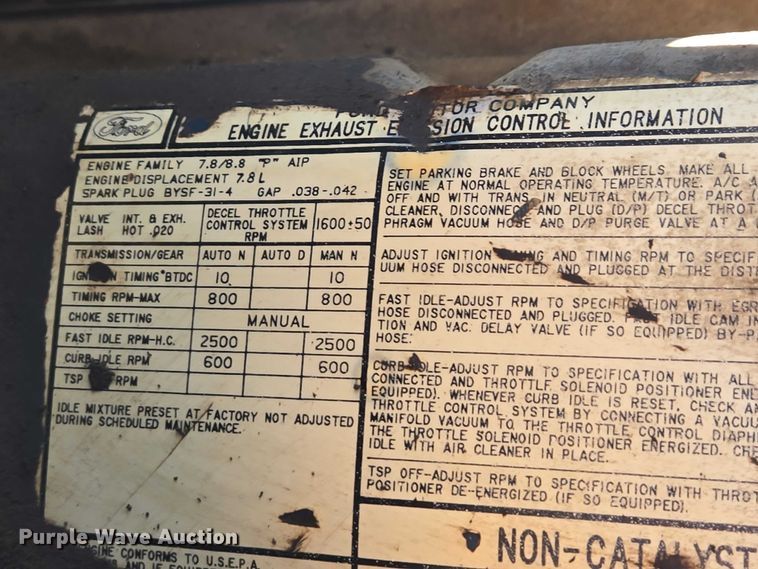 Ford
MOTOR COMPANY
ENGINE EXHAUST EMISSION CONTROL INFORMATION
ENGINE FAMILY 7.8/8.8 "P" AIP
ENGINE DISPLACEMENT 7.8 L
SPARK PLUG BYSF-31-4 GAP .038-.042
VALVE INT. & EXH. LASH HOT .020 DECEL THROTTLE CONTROL SYSTEM RPM 1600±50
TRANSMISSION/GEAR AUTO N AUTO D MAN N
IGNITION TIMING °BTDC 10 10
TIMING RPM-MAX 800 800
CHOKE SETTING MANUAL
FAST IDLE RPM-H.C. 2500 2500
CURB IDLE RPM 600 600
TSP RPM
IDLE MIXTURE PRESET AT FACTORY NOT ADJUSTED
DURING SCHEDULED MAINTENANCE.
SET PARKING BRAKE AND BLOCK WHEELS. MAKE ALL
ENGINE AT NORMAL OPERATING TEMPERATURE. A/C
OFF AND WITH TRANS. IN NEUTRAL (M/T) OR PARK (
CLEANER, DISCONNECT AND PLUG (D/P) DECEL THROT
PHRAGM VACUUM HOSE AND D/P PURGE VALVE AT A
ADJUST IGNITION TIMING AND TIMING RPM TO SPECIF
UUM HOSE DISCONNECTED AND PLUGGED AT THE DIST
FAST IDLE-ADJUST RPM TO SPECIFICATION WITH EGR
HOSE DISCONNECTED AND PLUGGED. FAST IDLE CAM IN
TION AND VAC. DELAY VALVE (IF SO EQUIPPED) BY-P
HOSE.
CURB IDLE-ADJUST RPM TO SPECIFICATION WITH ALL
CONNECTED AND THROTTLE SOLENOID POSITIONER ENE
EQUIPPED). WHENEVER CURB IDLE IS RESET, CHECK A
THROTTLE CONTROL SYSTEM BY CONNECTING A VACUU
MANIFOLD VACUUM TO THE THROTTLE CONTROL DIAPH
THE THROTTLE SOLENOID POSITIONER ENERGIZED. CHE
IDLE WITH AIR CLEANER IN PLACE.
TSP OFF-ADJUST RPM TO SPECIFICATION WITH THROT
POSITIONER DE-ENERGIZED (IF SO EQUIPPED).
NON-CATALYST
ENGINE CONFORMS TO U.S.E.P.A.
Purple Wave Auction